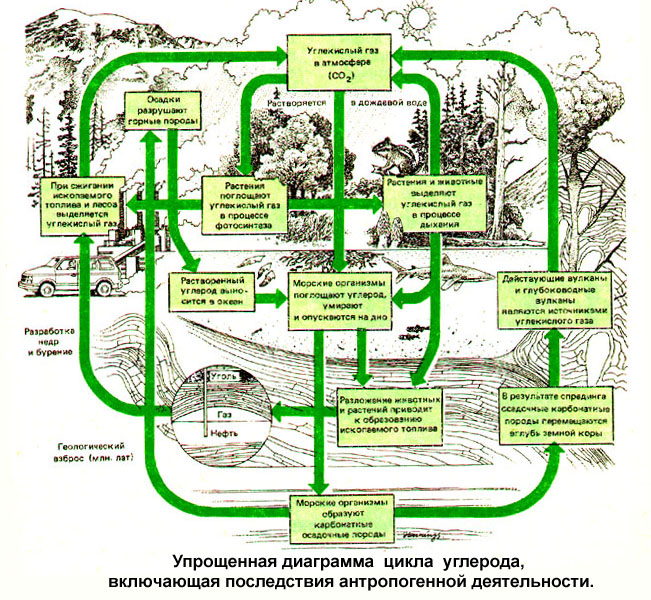 Углекислый газ
в атмосфере
(CO₂)
Осадки
разрушают
горные породы
Растворяется
в дождевой воде
При сжигании
ископаемого
топлива и лесов
выделяется
углекислый газ
Растения
поглощают
углекислый газ
в процессе
фотосинтеза
Растения и животные
выделяют
углекислый газ
в процессе
дыхания
Растворенный
углерод выно-
сится в океан
Морские организмы
поглощают углерод,
умирают
и опускаются на дно
Действующие вулканы
и глубоководные
вулканы
являются источниками
углекислого газа
Разработка
недр
и бурение
Уголь
Газ
Нефть
Разложение животных
и растений приводит
к образованию
ископаемого топлива
В результате спрединга
осадочные карбонатные
породы перемещаются
вглубь земной коры
Геологический
взброс (млн. лет)
Морские организмы
образуют
карбонатные
осадочные породы
Упрощенная диаграмма цикла углерода,
включающая последствия антропогенной деятельности.